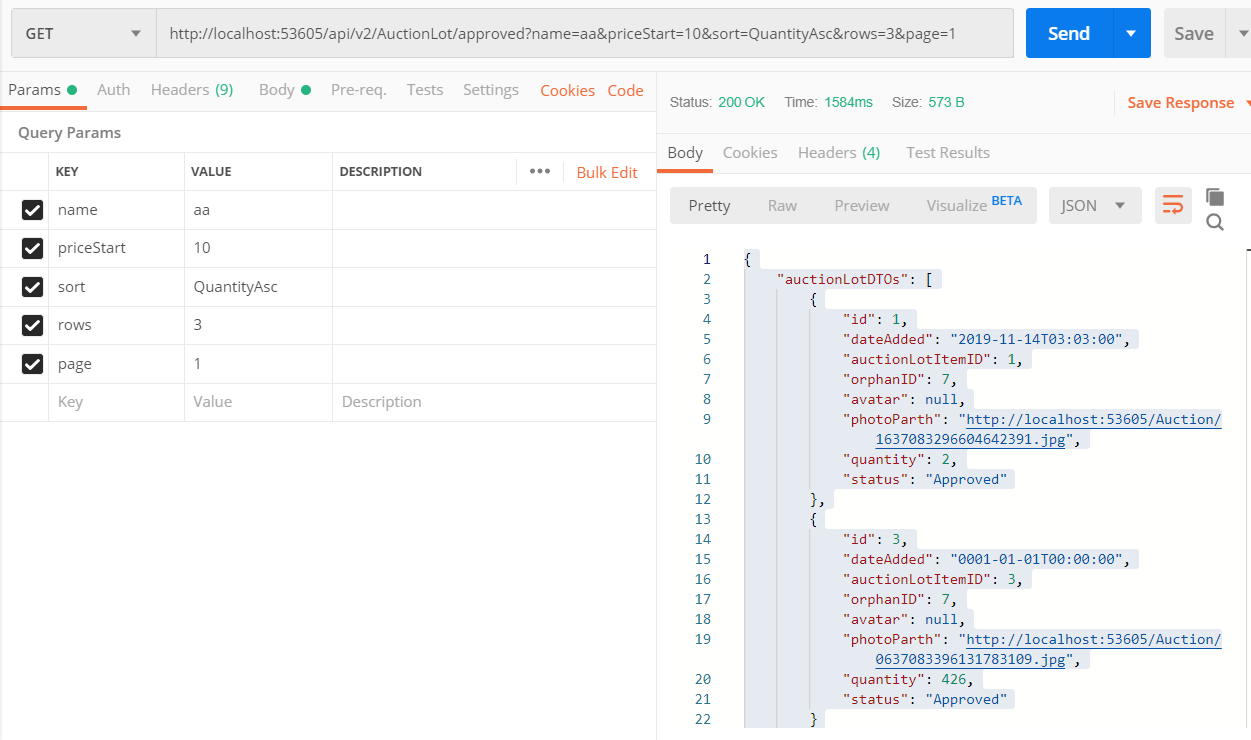 GET http://localhost:53605/api/v2/AuctionLot/approved?name=aa&priceStart=10&sort=QuantityAsc&rows=3&page=1 Send Save
Params Auth Headers (9) Body Pre-req. Tests Settings Cookies Code
Query Params
KEY VALUE DESCRIPTION ••• Bulk Edit
name aa
priceStart 10
sort QuantityAsc
rows 3
page 1
Key Value Description
Status: 200 OK Time: 1584ms Size: 573 B Save Response
Body Cookies Headers (4) Test Results
Pretty Raw Preview Visualize BETA JSON
1 {
2 "auctionLotDTOs": [
3 {
4 "id": 1,
5 "dateAdded": "2019-11-14T03:03:00",
6 "auctionLotItemID": 1,
7 "orphanID": 7,
8 "avatar": null,
9 "photoParth": "http://localhost:53605/Auction/
1637083296604642391.jpg",
10 "quantity": 2,
11 "status": "Approved"
12 },
13 {
14 "id": 3,
15 "dateAdded": "0001-01-01T00:00:00",
16 "auctionLotItemID": 3,
17 "orphanID": 7,
18 "avatar": null,
19 "photoParth": "http://localhost:53605/Auction/
0637083396131783109.jpg",
20 "quantity": 426,
21 "status": "Approved"
22 }